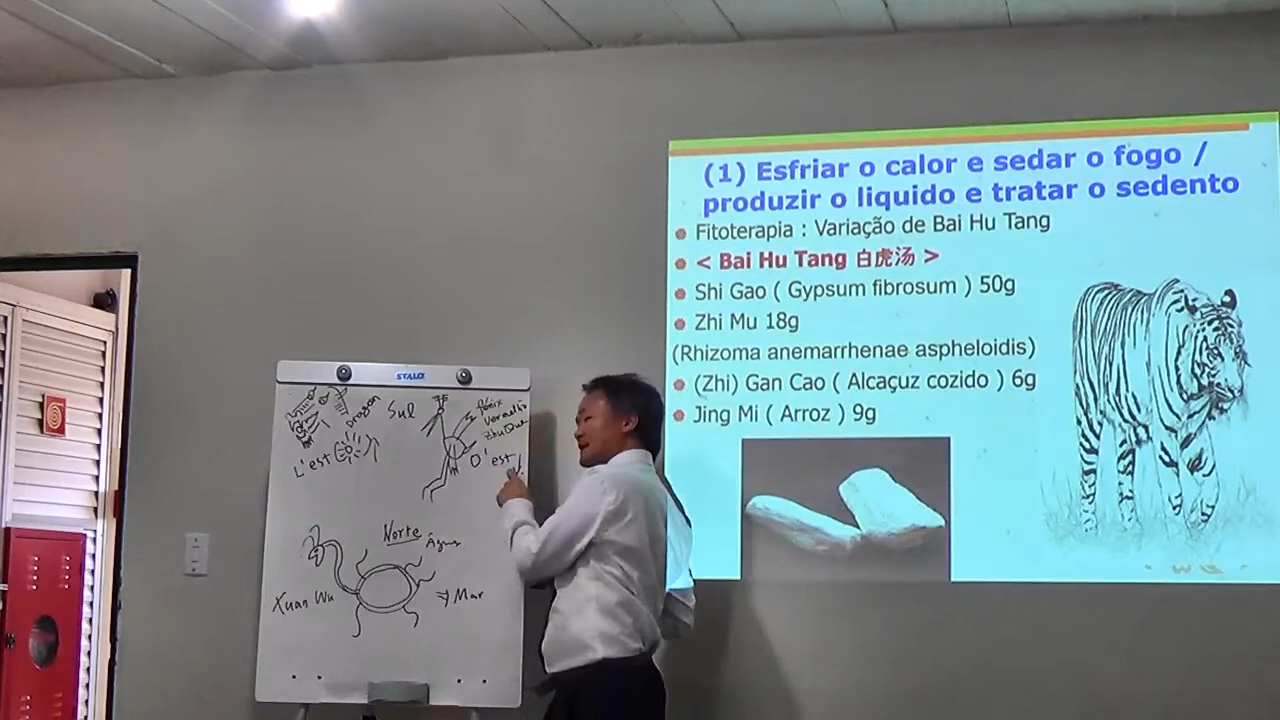 (1) Esfriar o calor e sedar o fogo /
produzir o liquido e tratar o sedento
Fitoterapia : Variação de Bai Hu Tang
< Bai Hu Tang 白虎汤 >
Shi Gao ( Gypsum fibrosum ) 50g
Zhi Mu 18g
(Rhizoma anemarrhenae aspheloidis)
(Zhi) Gan Cao ( Alcaçuz cozido ) 6g
Jing Mi ( Arroz ) 9g
STALO
Dragon
Sul
fênix
vermelho
ZhuQue
L'est
O'est
Norte
Água
Xuan Wu
Mar